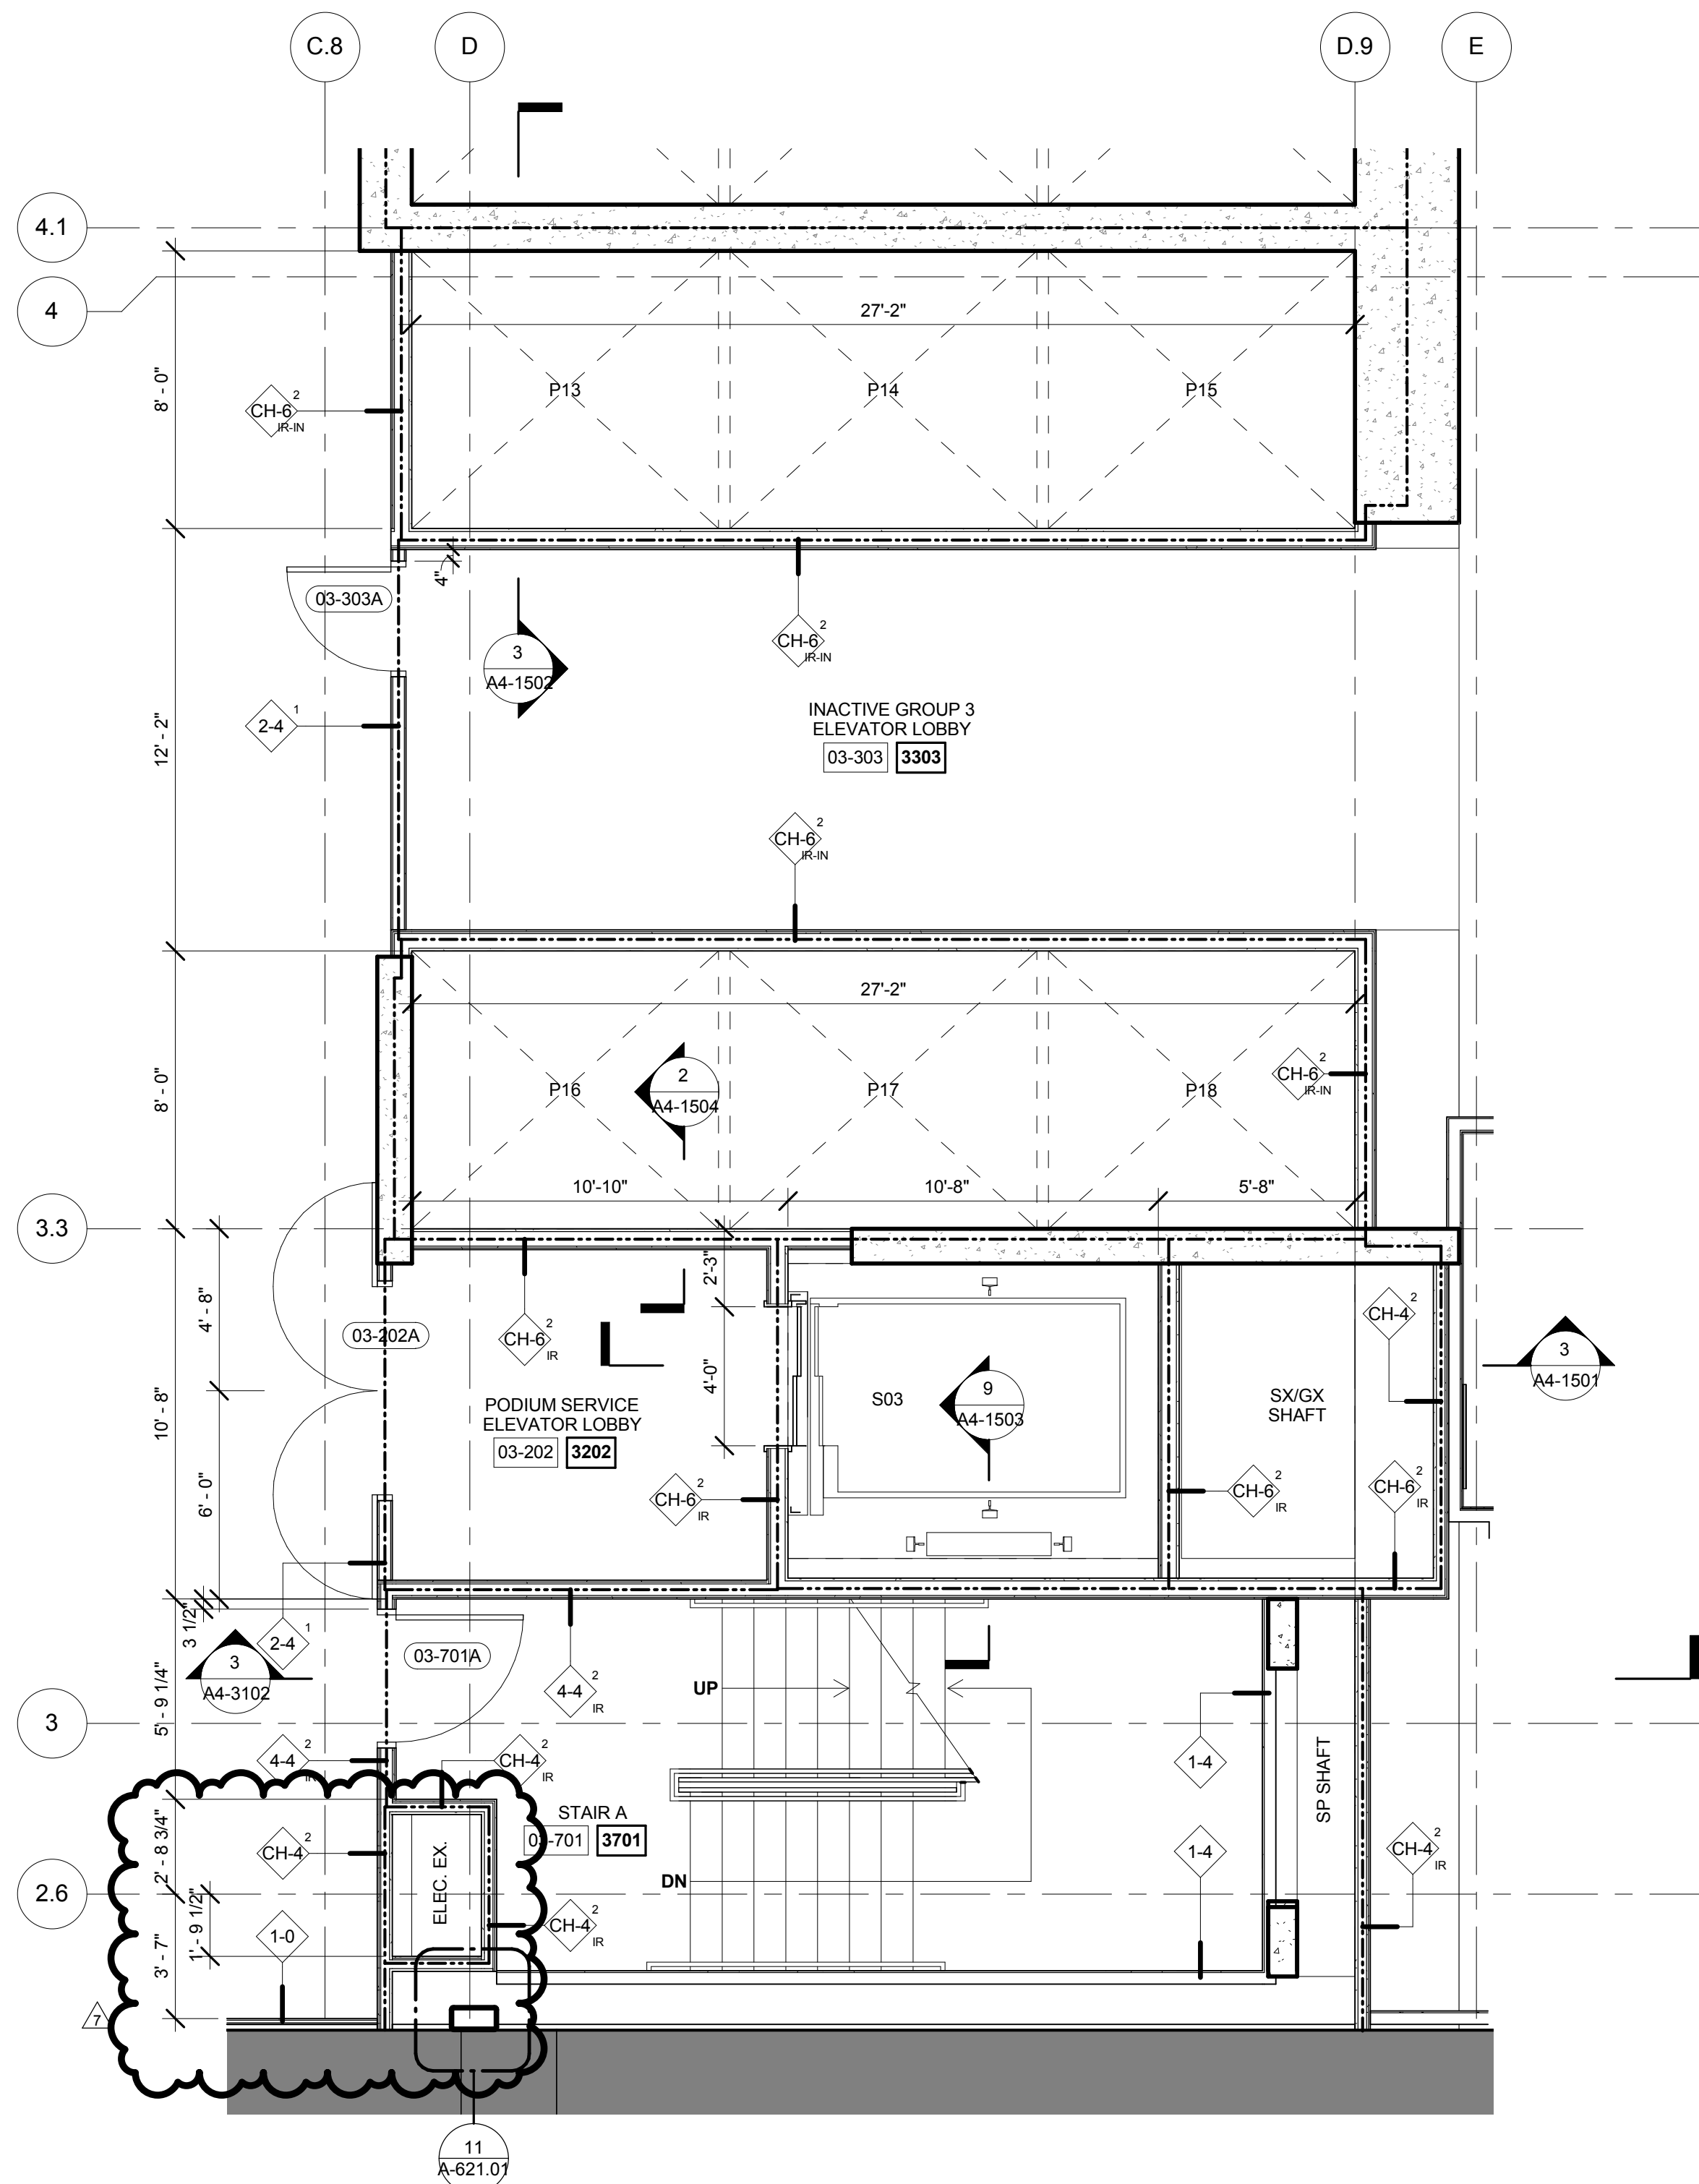 C.8
D
D.9
E
4.1
4
27'-2"
8' - 0"
P13
P14
P15
CH-6
2
IR-IN
4"
03-303A
3
A4-1502
CH-6
2
IR-IN
2-4
1
12' - 2"
INACTIVE GROUP 3
ELEVATOR LOBBY
03-303
3303
CH-6
2
IR-IN
27'-2"
8' - 0"
P16
2
A4-1504
P17
P18
CH-6
2
IR-IN
10'-10"
10'-8"
5'-8"
3.3
2'-3"
4' - 8"
03-202A
CH-6
2
IR
CH-4
2
3
A4-1501
4'-0"
10' - 8"
PODIUM SERVICE
ELEVATOR LOBBY
03-202
3202
S03
9
A4-1503
SX/GX
SHAFT
6' - 0"
CH-6
2
IR
CH-6
2
IR
CH-6
2
IR
3 1/2"
2-4
1
3
A4-3102
03-701A
4-4
2
IR
UP
5' - 9 1/4"
3
4-4
2
IR
CH-4
2
IR
1-4
SP SHAFT
STAIR A
03-701
3701
2' - 8 3/4"
CH-4
2
ELEC. EX.
1-4
CH-4
2
IR
DN
2.6
1' - 9 1/2"
3' - 7"
1-0
CH-4
2
IR
7
11
A-621.01